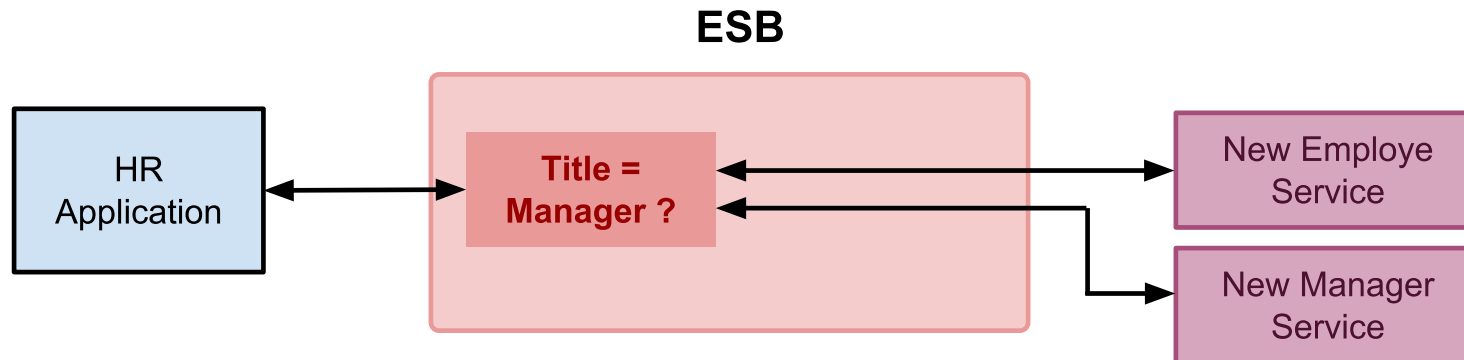 ESB
HR
Application
Title =
Manager ?
New Employe
Service
New Manager
Service